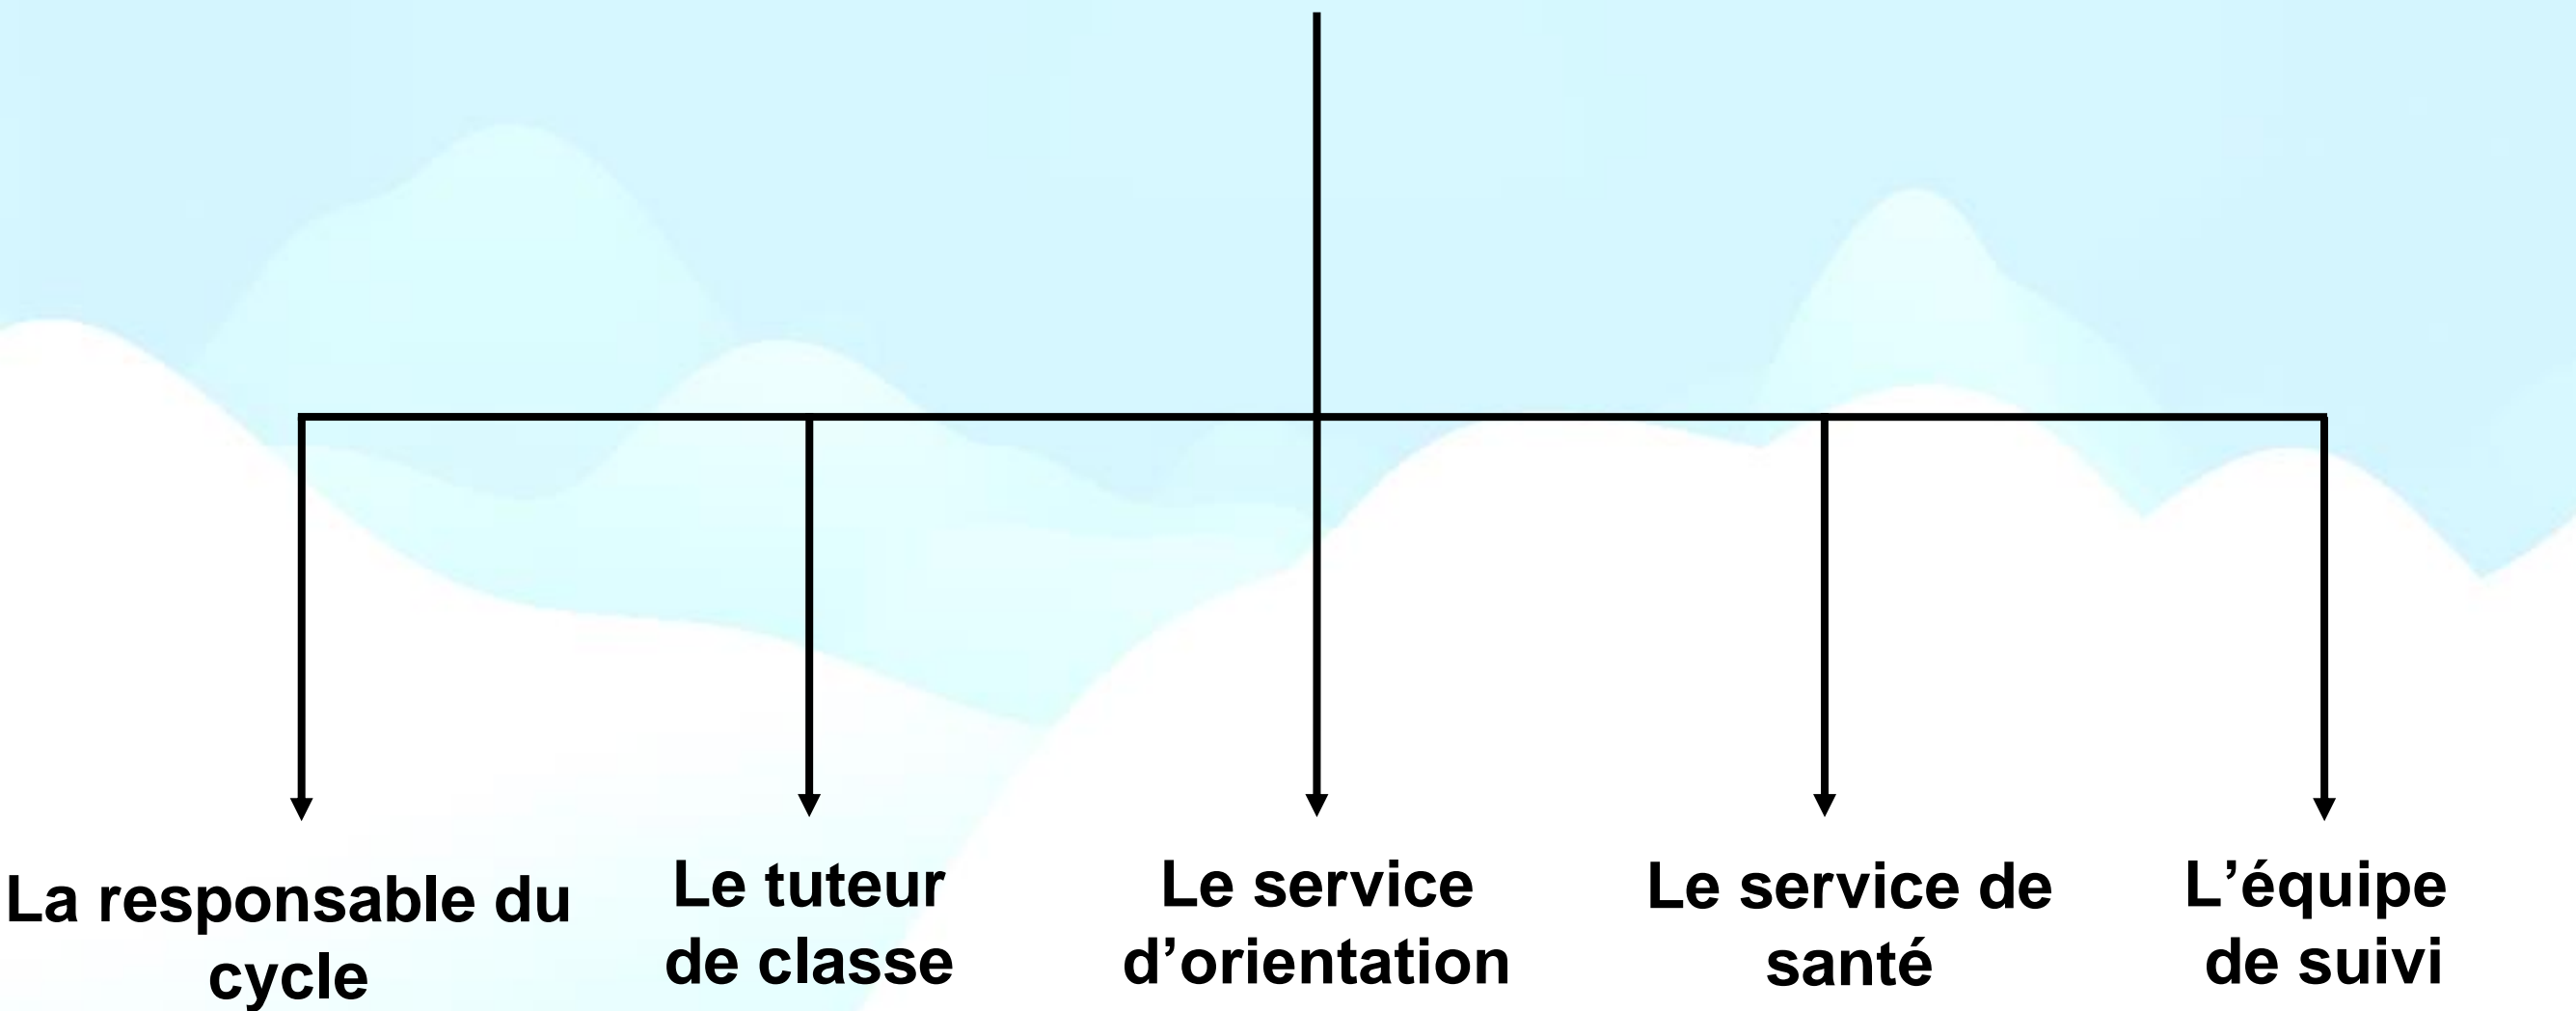 La responsable du
cycle
Le tuteur
de classe
Le service
d’orientation
Le service de
santé
L’équipe
de suivi